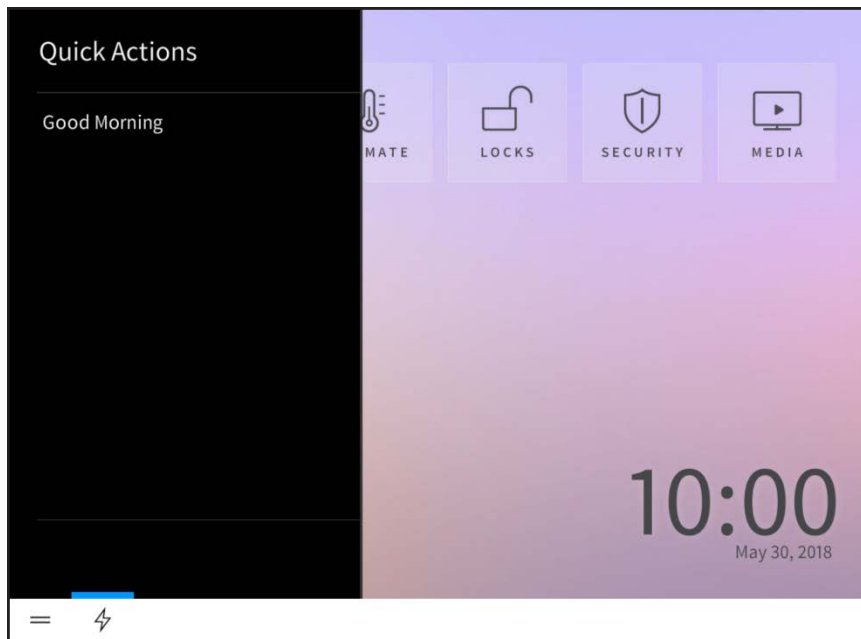 Quick Actions
Good Morning
MATE
LOCKS
SECURITY
MEDIA
10:00
May 30, 2018